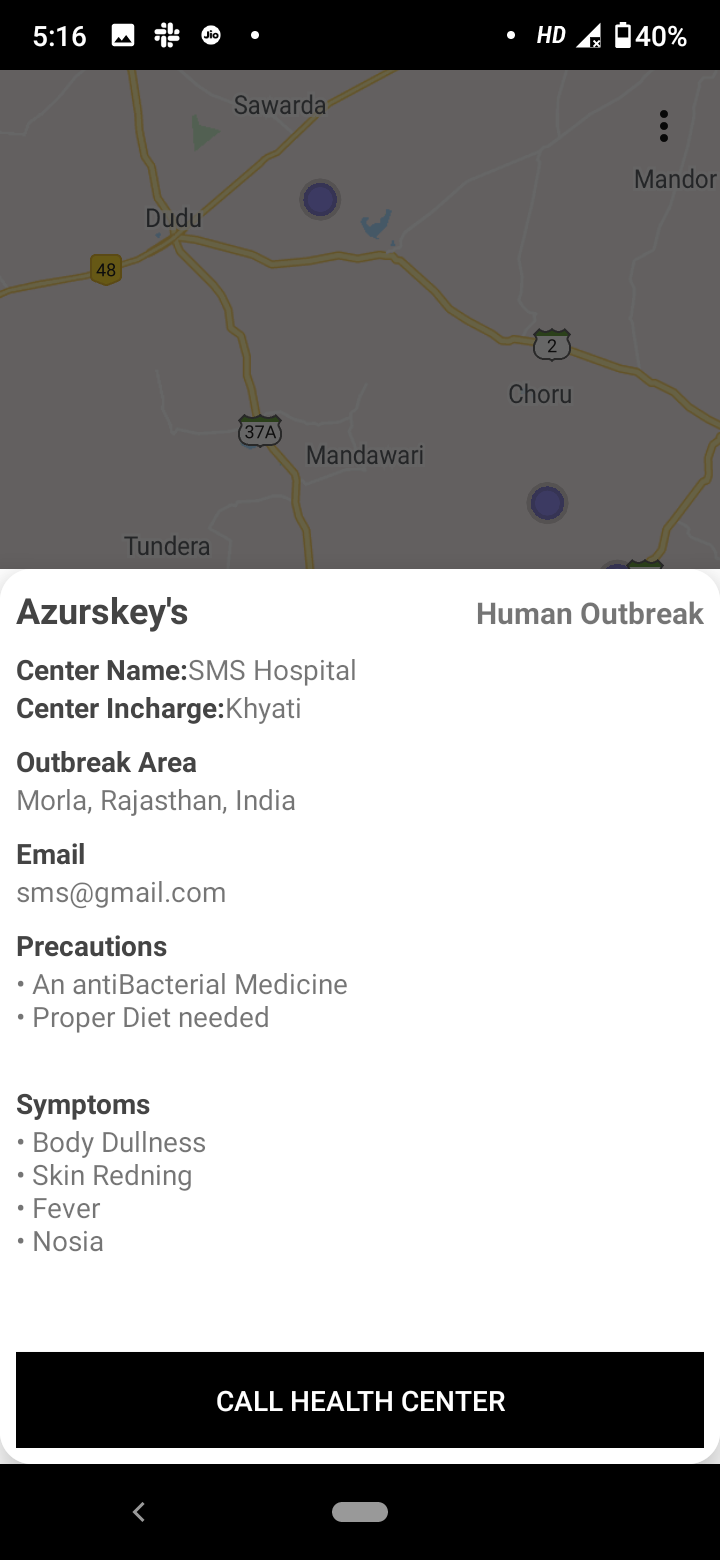 5:16 Jio HD 40%
Sawarda
Mandor
Dudu
48
2
Choru
37A
Mandawari
Tundera
Azurskey's Human Outbreak
Center Name:SMS Hospital
Center Incharge:Khyati
Outbreak Area
Morla, Rajasthan, India
Email
sms@gmail.com
Precautions
• An antiBacterial Medicine
• Proper Diet needed
Symptoms
• Body Dullness
• Skin Redning
• Fever
• Nosia
CALL HEALTH CENTER